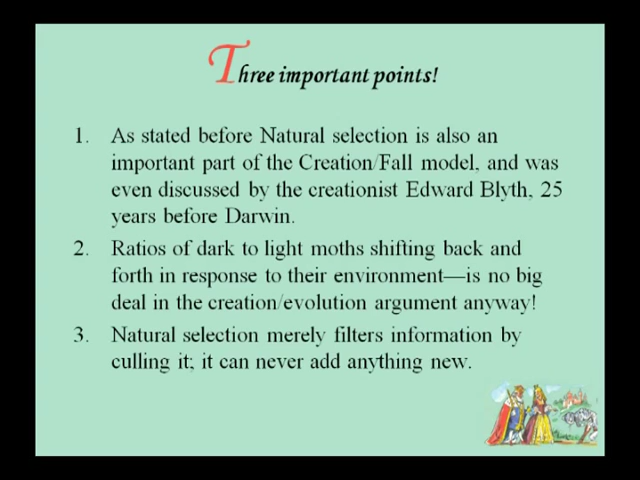 Three important points!
1. As stated before Natural selection is also an
important part of the Creation/Fall model, and was
even discussed by the creationist Edward Blyth, 25
years before Darwin.
2. Ratios of dark to light moths shifting back and
forth in response to their environment—is no big
deal in the creation/evolution argument anyway!
3. Natural selection merely filters information by
culling it; it can never add anything new.